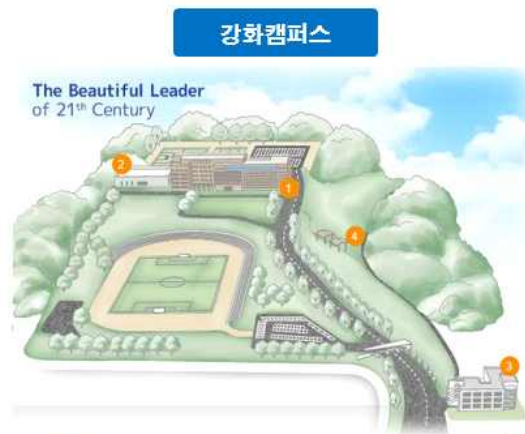 강화캠퍼스
The Beautiful Leader
of 21th Century
2
1
4
3